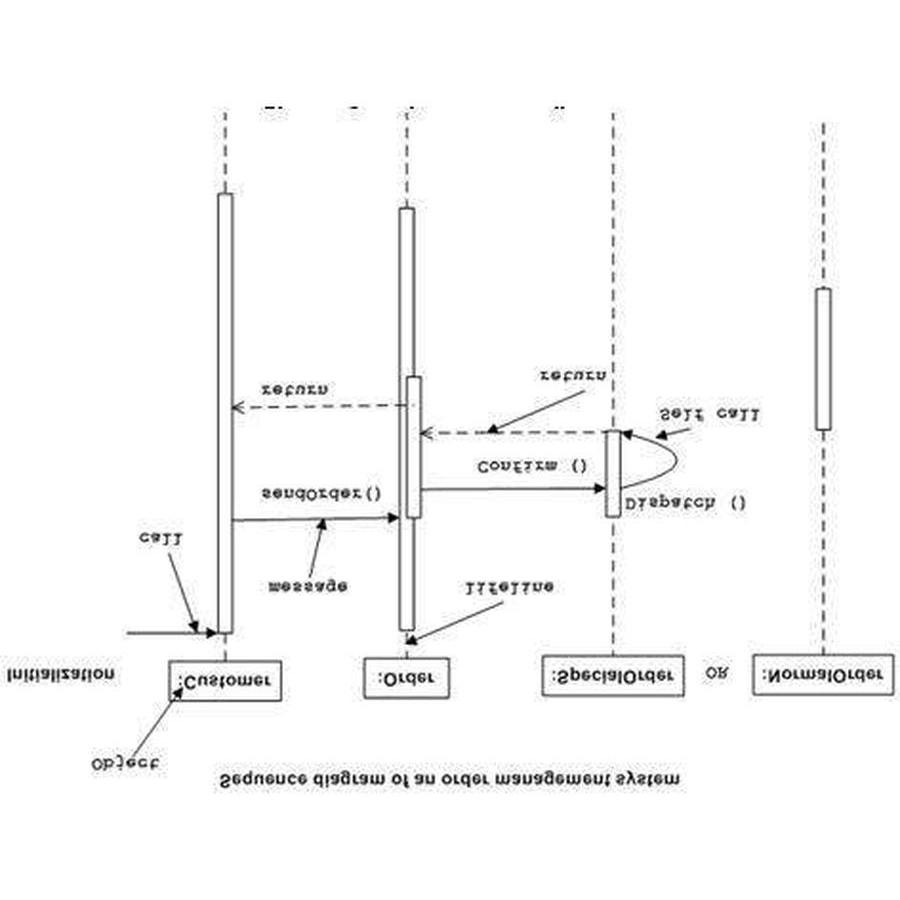 Sequence diagram of an order management system
Object
Initialization
:Customer
:Order
:SpecialOrder
OR
:NormalOrder
call
message
lifeline
sendOrder()
Dispatch ()
Confirm ()
Self call
return
return